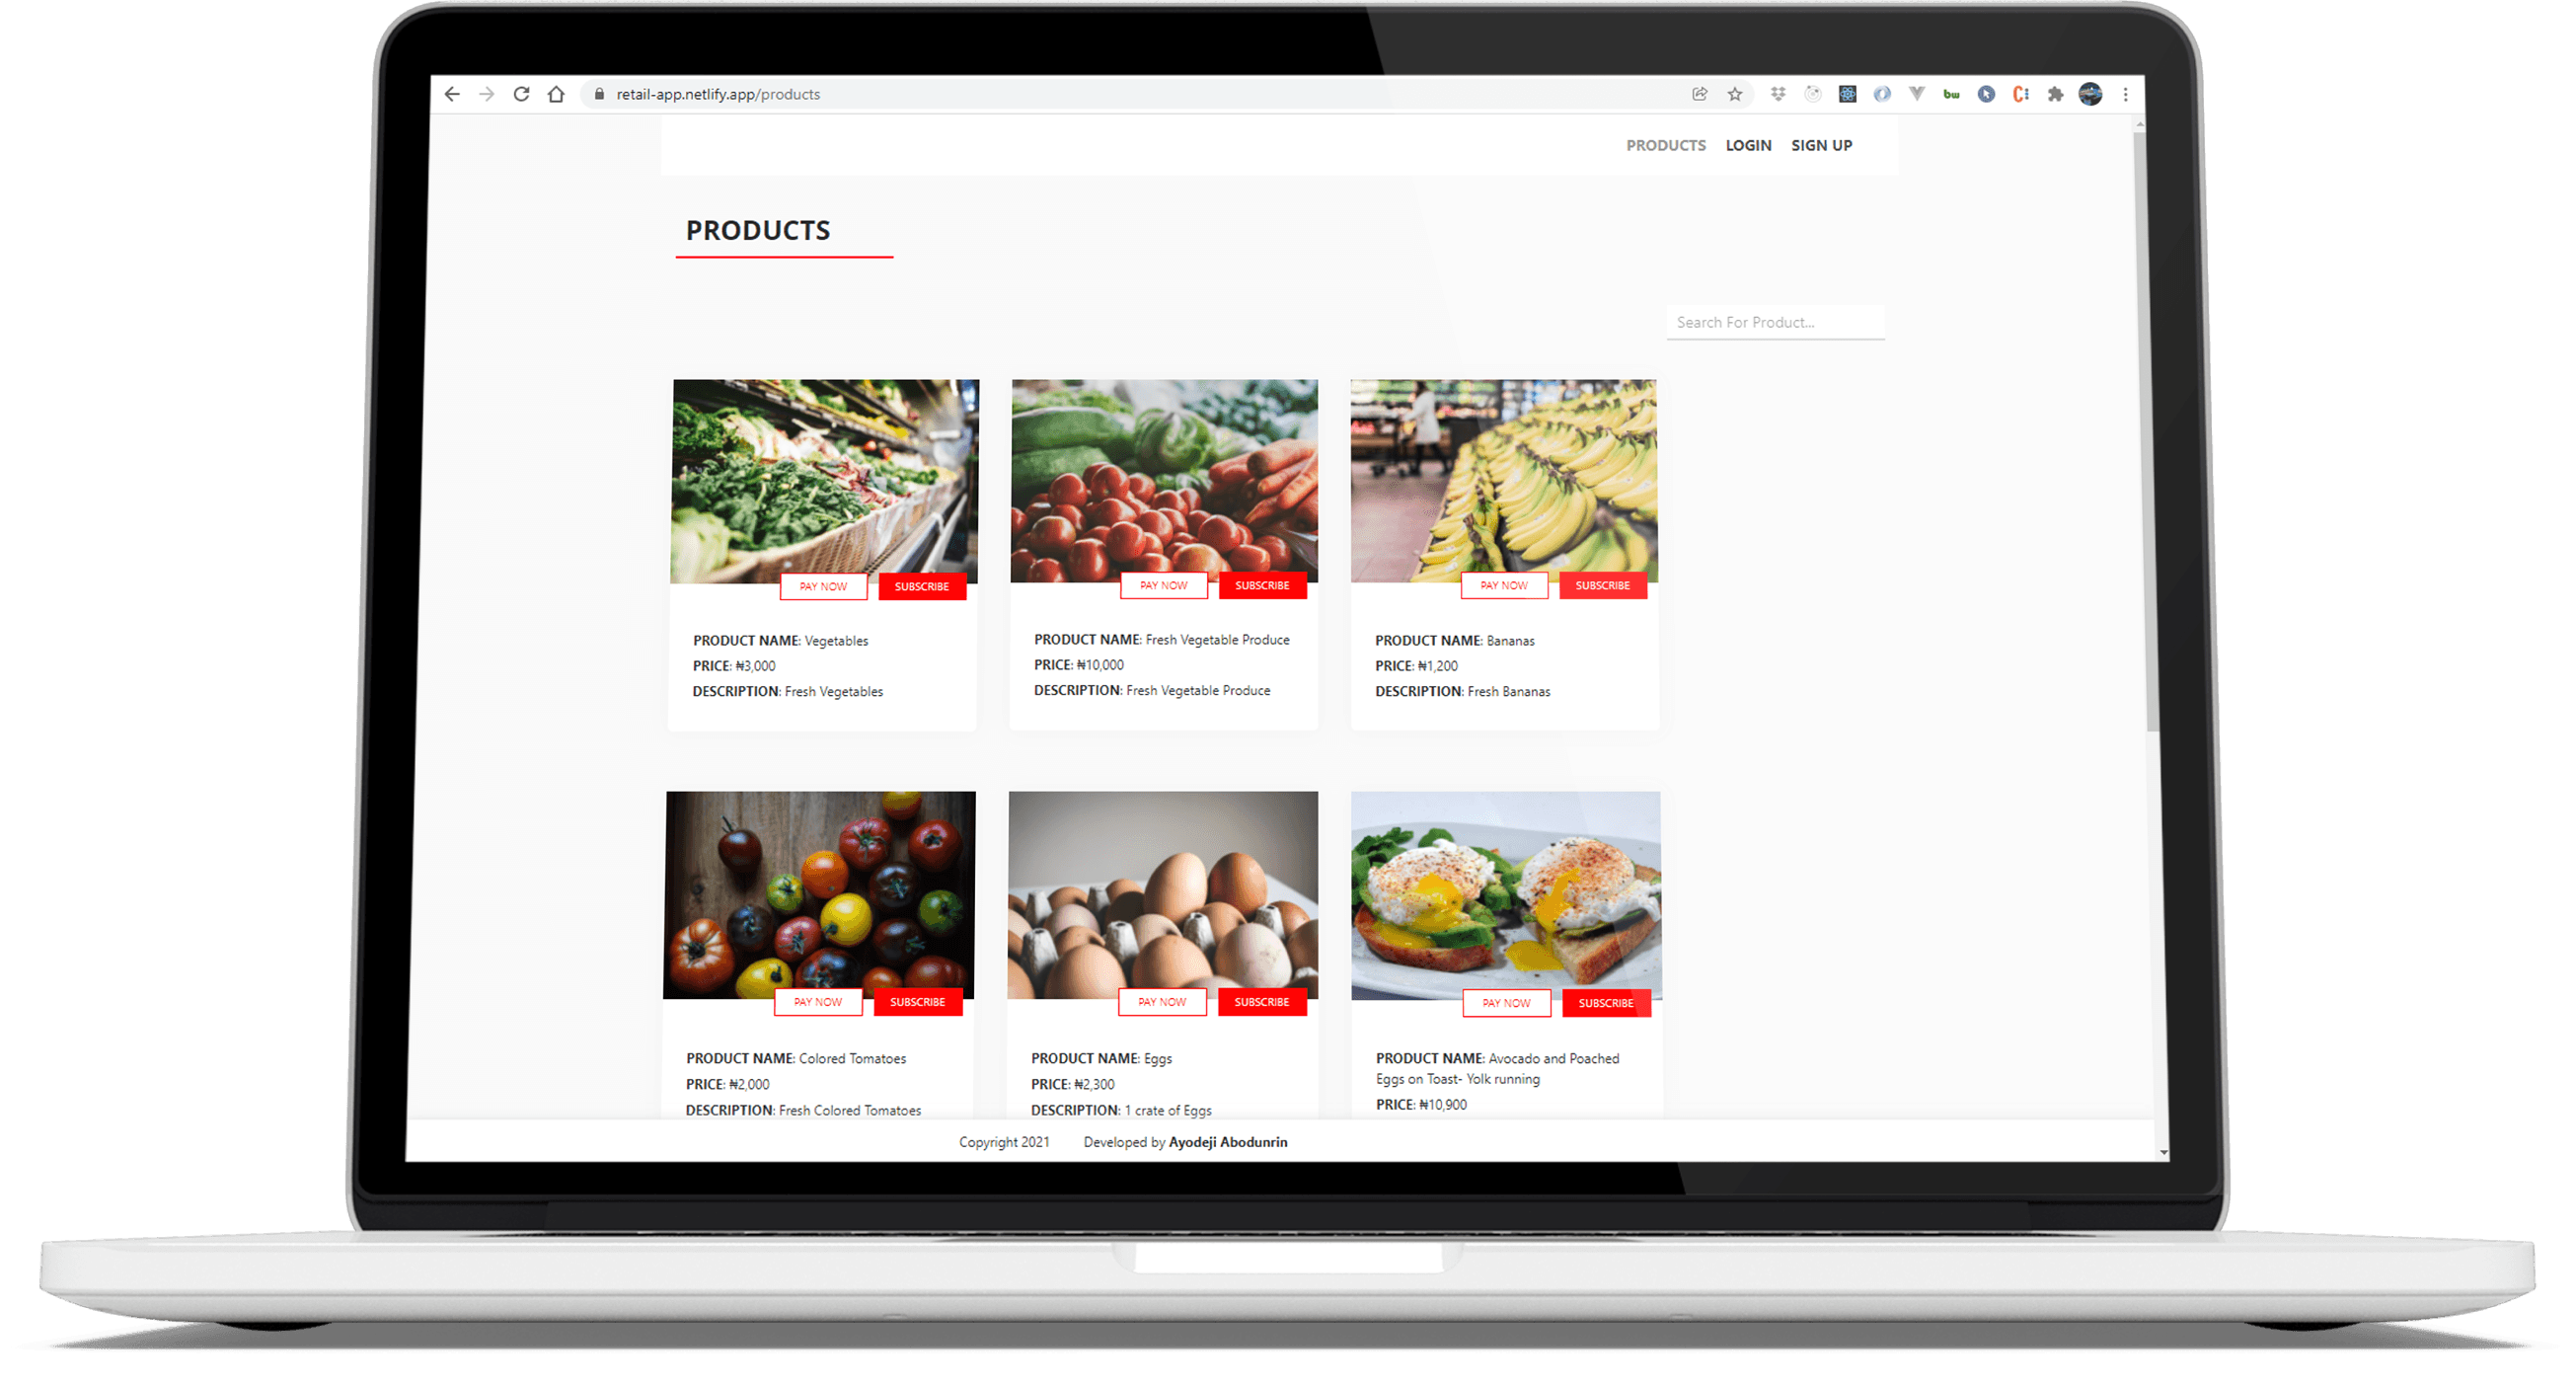 retail-app.netlify.app/products
PRODUCTS LOGIN SIGN UP
PRODUCTS
Search For Product...
PAY NOW SUBSCRIBE
PRODUCT NAME: Vegetables
PRICE: ₦3,000
DESCRIPTION: Fresh Vegetables
PAY NOW SUBSCRIBE
PRODUCT NAME: Fresh Vegetable Produce
PRICE: ₦10,000
DESCRIPTION: Fresh Vegetable Produce
PAY NOW SUBSCRIBE
PRODUCT NAME: Bananas
PRICE: ₦1,200
DESCRIPTION: Fresh Bananas
PAY NOW SUBSCRIBE
PRODUCT NAME: Colored Tomatoes
PRICE: ₦2,000
DESCRIPTION: Fresh Colored Tomatoes
PAY NOW SUBSCRIBE
PRODUCT NAME: Eggs
PRICE: ₦2,300
DESCRIPTION: 1 crate of Eggs
PAY NOW SUBSCRIBE
PRODUCT NAME: Avocado and Poached
Eggs on Toast- Yolk running
PRICE: ₦10,900
Copyright 2021 Developed by Ayodeji Abodunrin